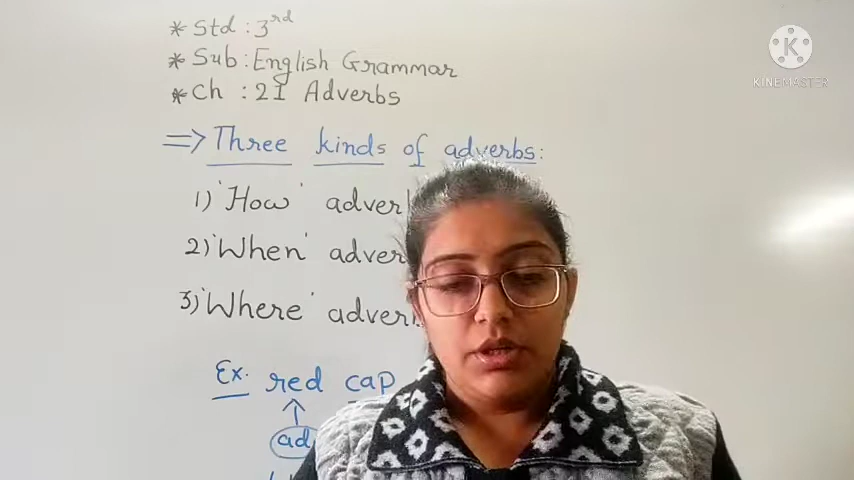 * Std : 3rd
* Sub : English Grammar
* Ch : 21 Adverbs
⇒ Three kinds of adverbs:
1) 'How' adver
2) 'When' adver
3) 'Where' adver
Ex. red cap
ad
K
KINEMASTER